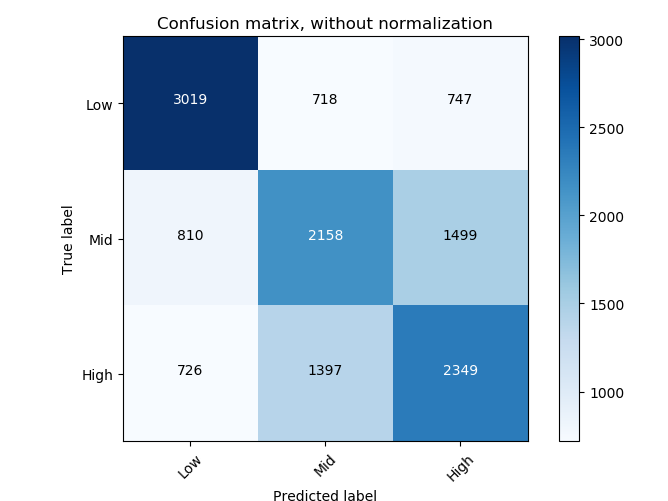 Confusion matrix, without normalization
True label
Low
3019 718 747
Mid
810 2158 1499
High
726 1397 2349
Low Mid High
Predicted label
3000
2500
2000
1500
1000